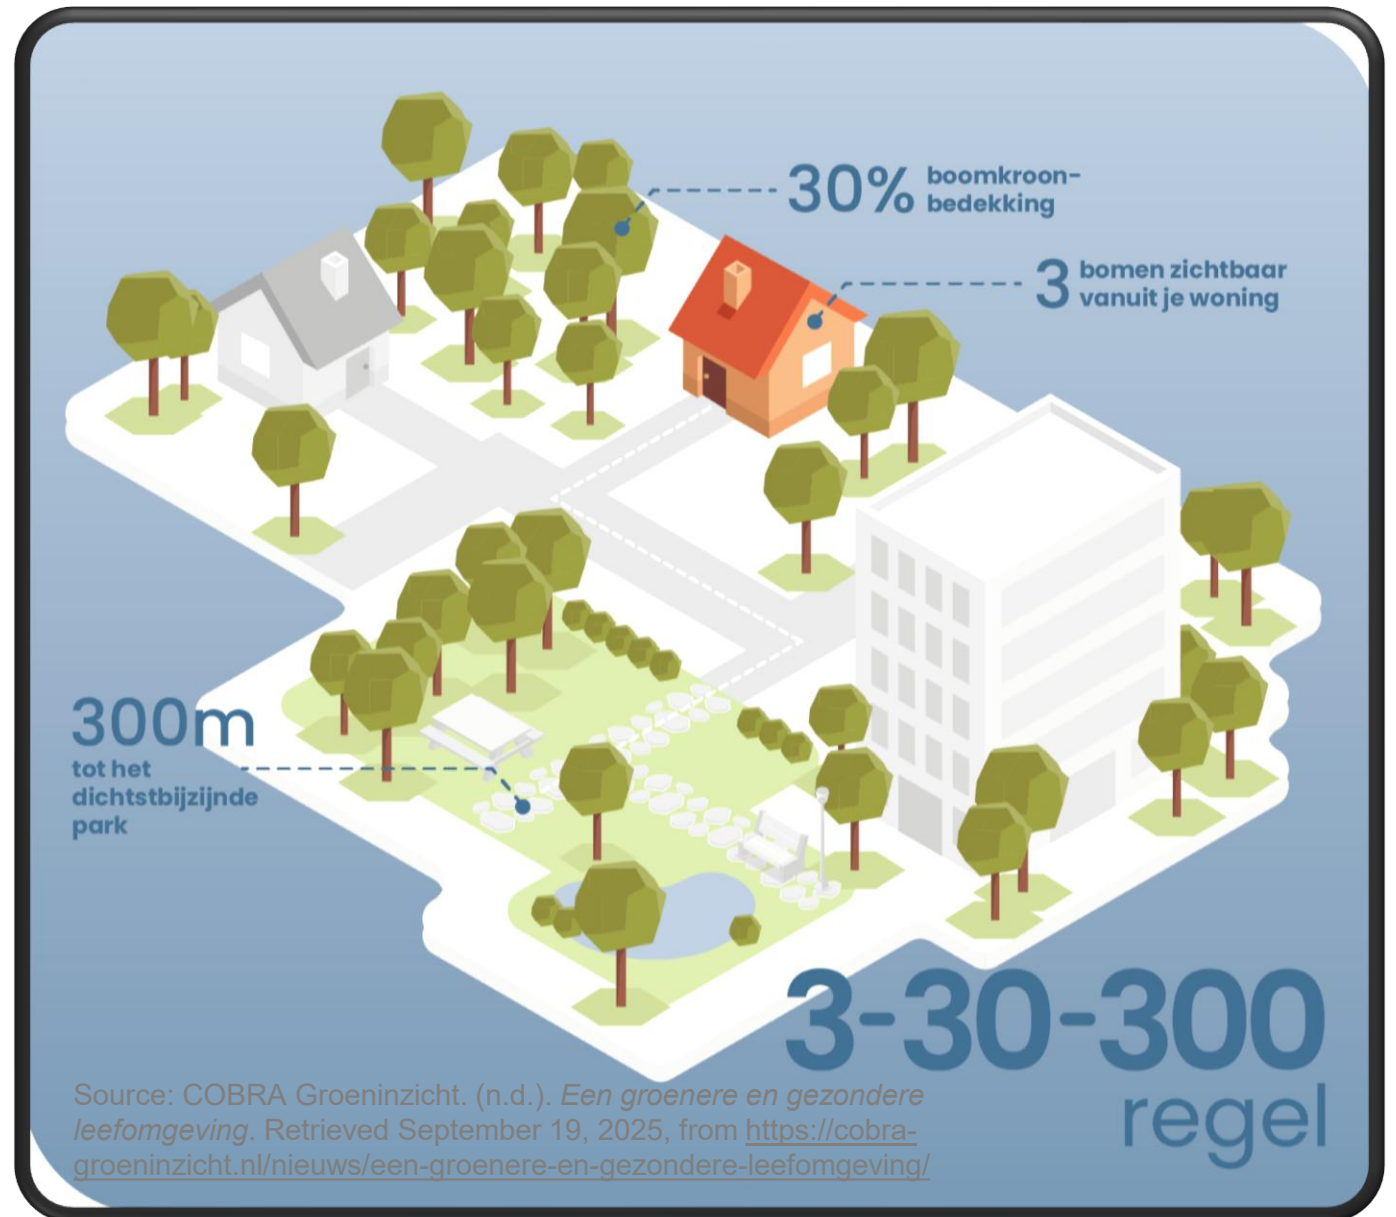 30% boomkroon-
bedekking
3 bomen zichtbaar
vanuit je woning
300m
tot het
dichtstbijzijnde
park
3-30-300
regel
Source: COBRA Groeninzicht. (n.d.). Een groenere en gezondere
leefomgeving. Retrieved September 19, 2025, from https://cobra-
groeninzicht.nl/nieuws/een-groenere-en-gezondere-leefomgeving/